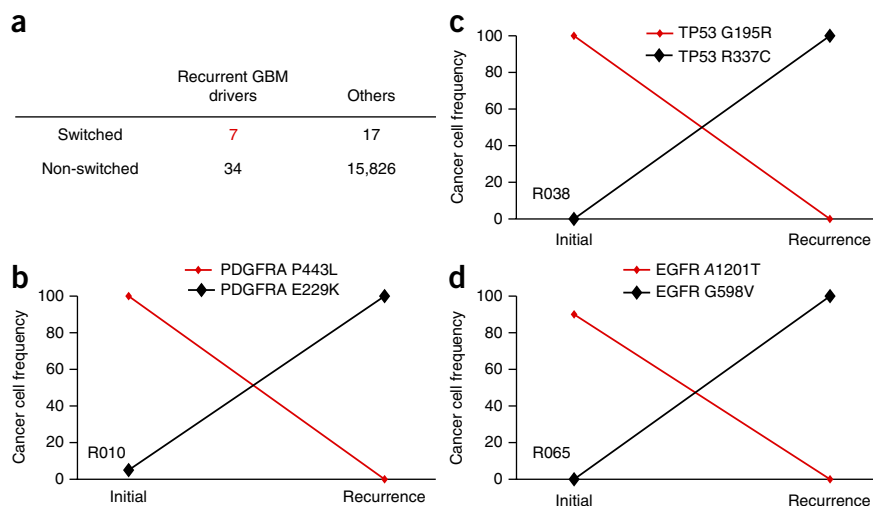 a
Recurrent GBM
drivers
Others
Switched 7 17
Non-switched 34 15,826
b
PDGFRA P443L
PDGFRA E229K
Cancer cell frequency
100
80
60
40
20
0
R010
Initial Recurrence
c
TP53 G195R
TP53 R337C
Cancer cell frequency
100
80
60
40
20
0
R038
Initial Recurrence
d
EGFR A1201T
EGFR G598V
Cancer cell frequency
100
80
60
40
20
0
R065
Initial Recurrence